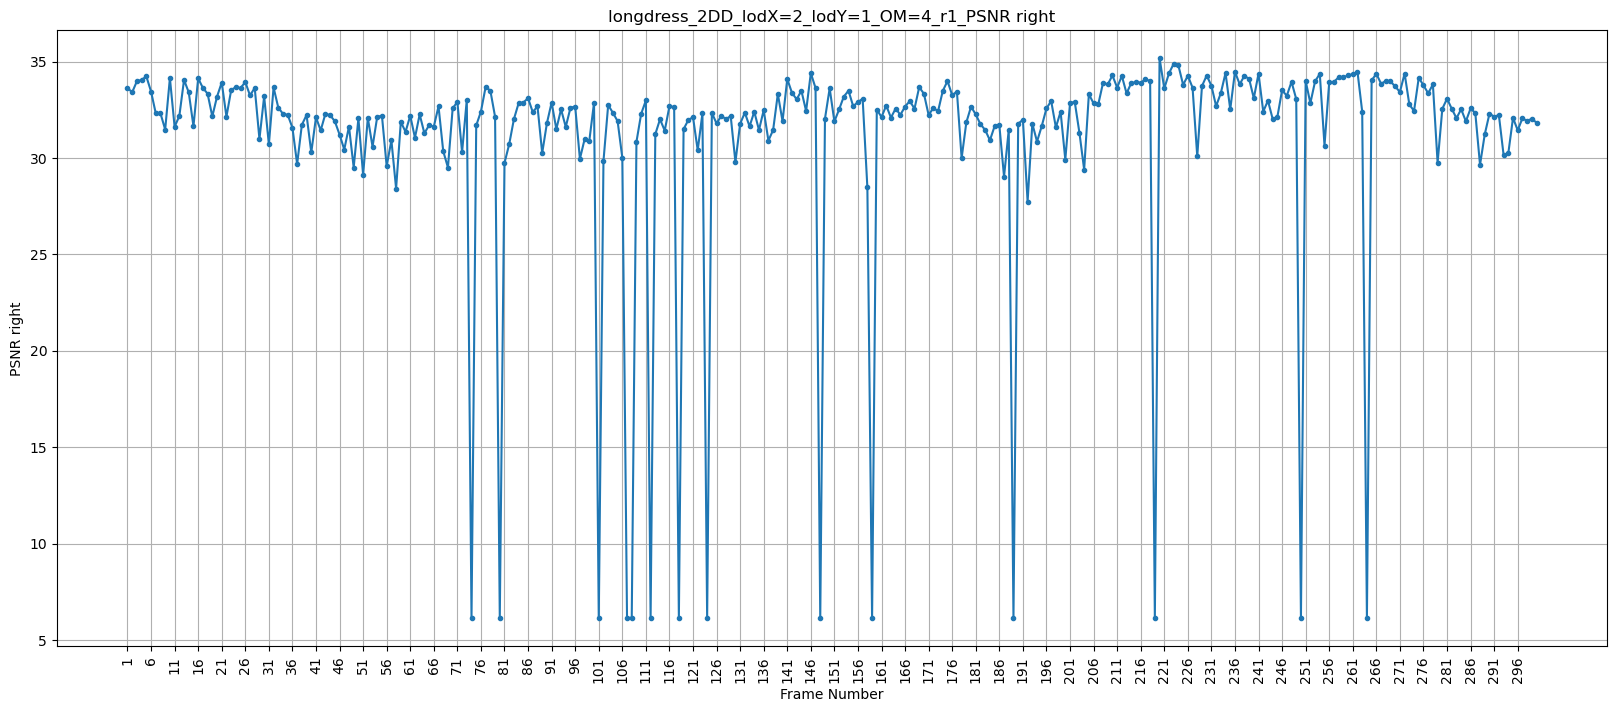 longdress_2DD_lodX=2_lodY=1_OM=4_r1_PSNR right
PSNR right
35
30
25
20
15
10
5
1 6 11 16 21 26 31 36 41 46 51 56 61 66 71 76 81 86 91 96 101 106 111 116 121 126 131 136 141 146 151 156 161 166 171 176 181 186 191 196 201 206 211 216 221 226 231 236 241 246 251 256 261 266 271 276 281 286 291 296
Frame Number